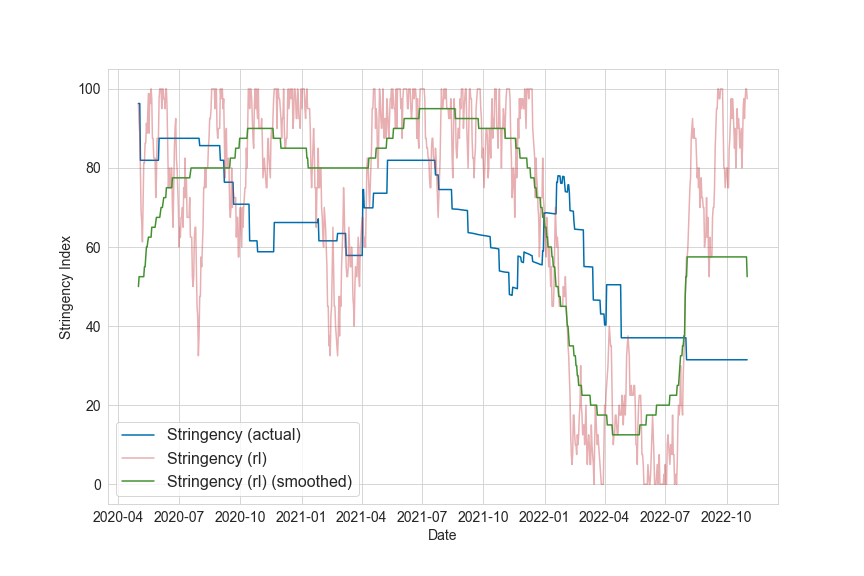 100
80
60
40
20
0
Stringency Index
Stringency (actual)
Stringency (rl)
Stringency (rl) (smoothed)
2020-04 2020-07 2020-10 2021-01 2021-04 2021-07 2021-10 2022-01 2022-04 2022-07 2022-10
Date